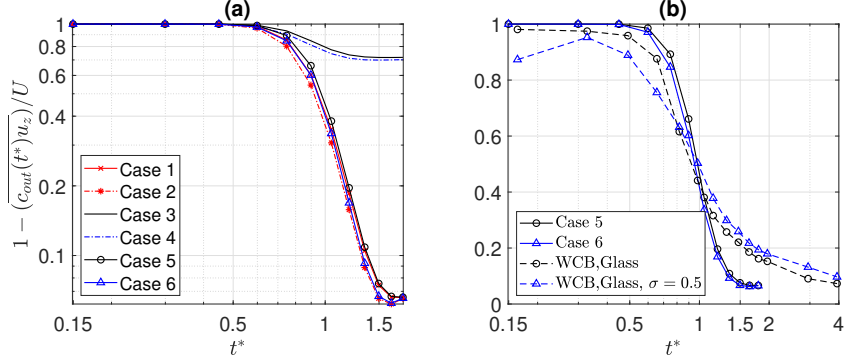 (a)
1 − \overline{(c_{out}(t^*)u_z)}/U
1
0.8
0.6
0.4
0.2
0.1
Case 1
Case 2
Case 3
Case 4
Case 5
Case 6
0.15 0.5 1 1.5
t*
(b)
1
0.8
0.6
0.4
0.2
0
Case 5
Case 6
WCB,Glass
WCB,Glass, σ = 0.5
0.15 0.5 1 1.5 2 4
t*